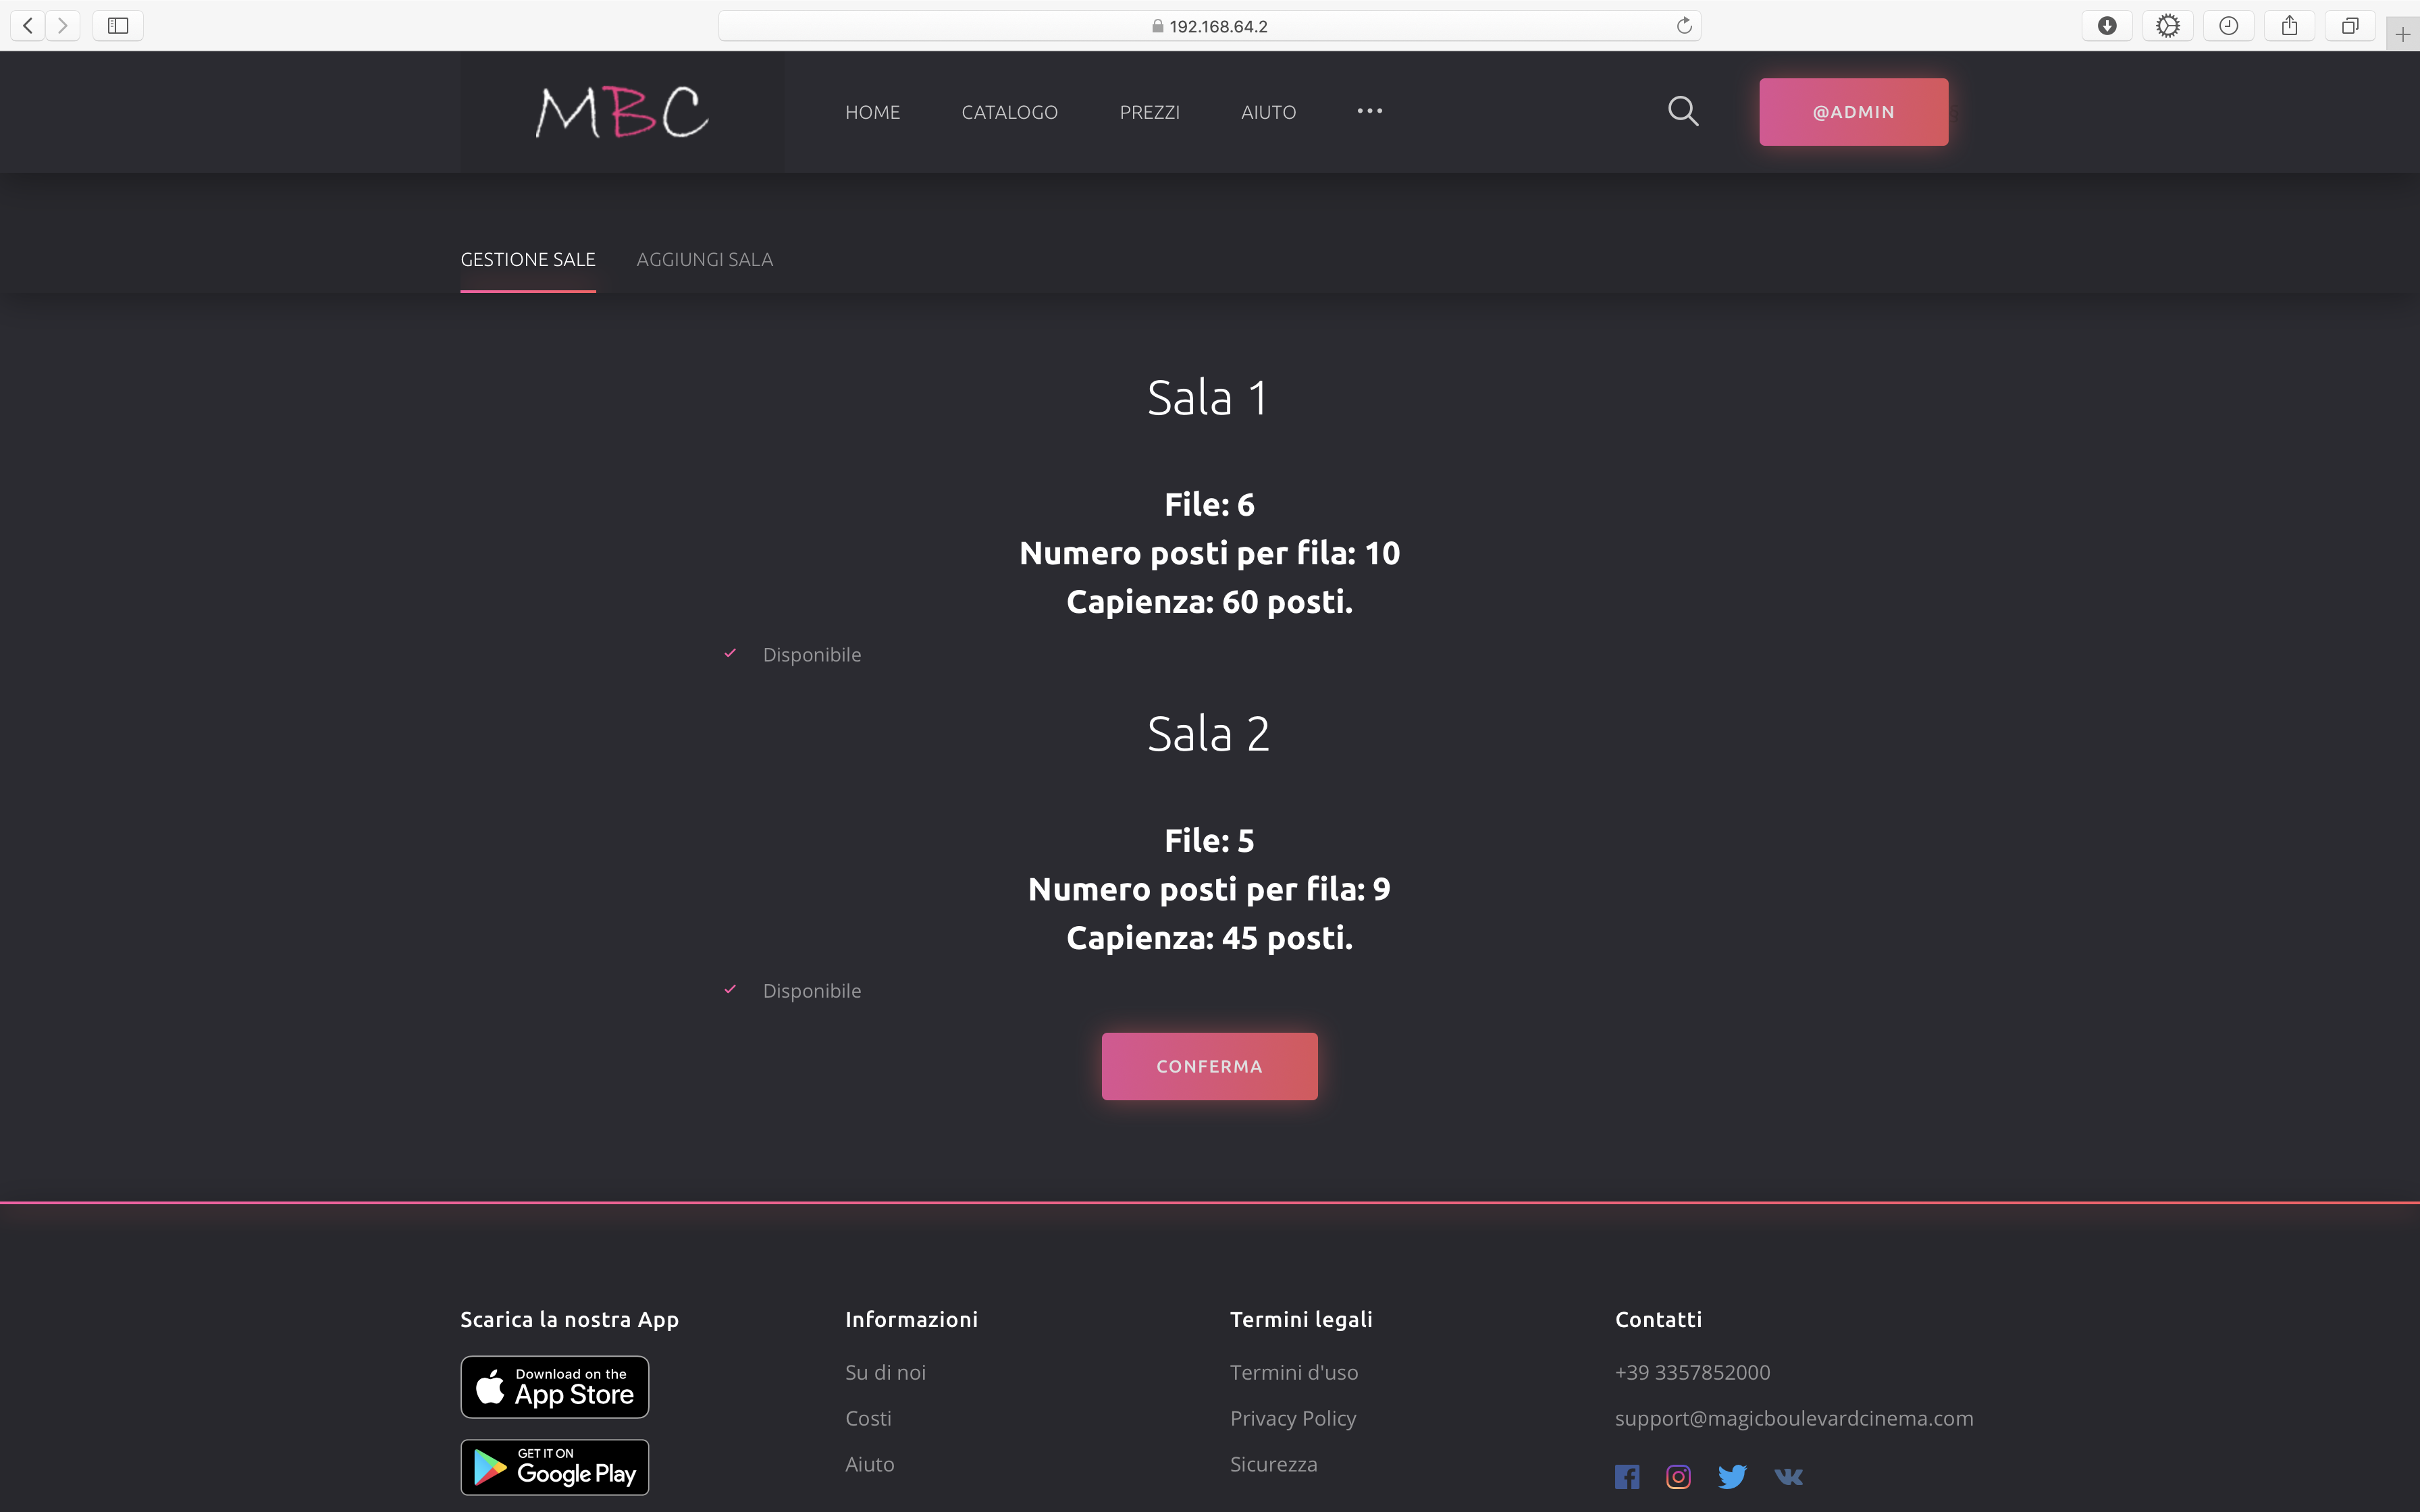 192.168.64.2
MBC
HOME
CATALOGO
PREZZI
AIUTO
@ADMIN
GESTIONE SALE
AGGIUNGI SALA
Sala 1
File: 6
Numero posti per fila: 10
Capienza: 60 posti.
Disponibile
Sala 2
File: 5
Numero posti per fila: 9
Capienza: 45 posti.
Disponibile
CONFERMA
Scarica la nostra App
Download on the
App Store
GET IT ON
Google Play
Informazioni
Su di noi
Costi
Aiuto
Termini legali
Termini d'uso
Privacy Policy
Sicurezza
Contatti
+39 3357852000
support@magicboulevardcinema.com